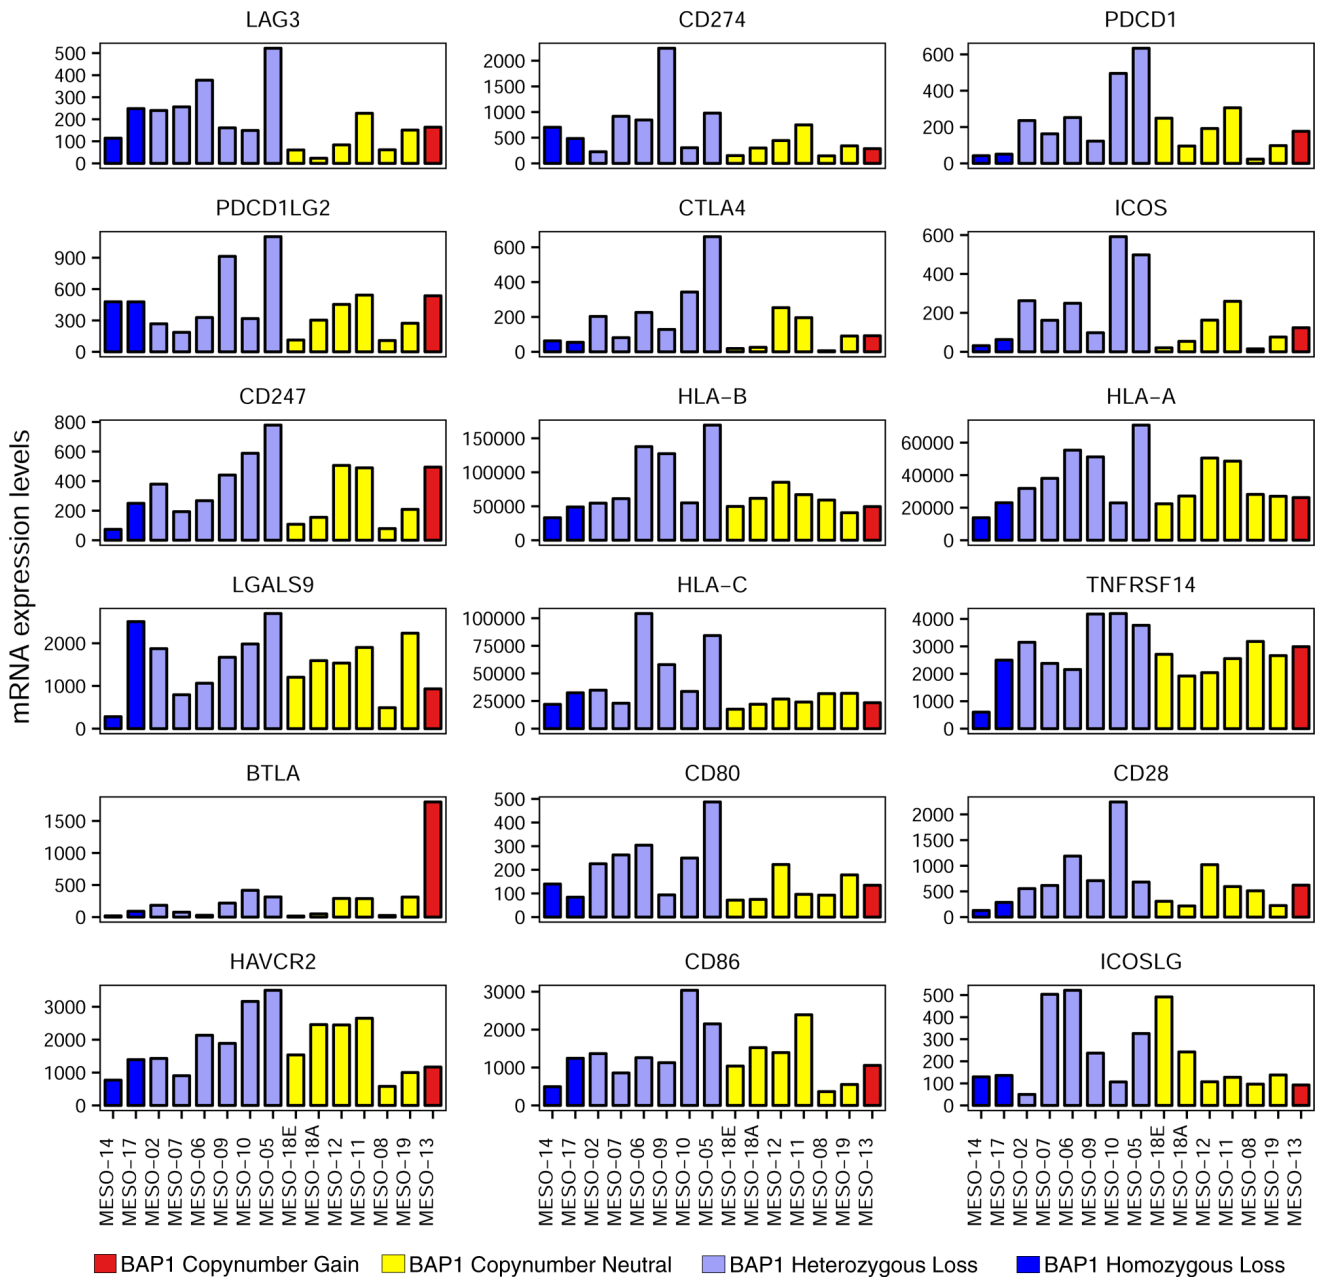 LAG3
CD274
PDCD1
500
400
300
200
100
0
2000
1500
1000
500
0
600
400
200
0
PDCD1LG2
CTLA4
ICOS
900
600
300
0
600
400
200
0
600
400
200
0
CD247
HLA−B
HLA−A
800
600
400
200
0
150000
100000
50000
0
60000
40000
20000
0
mRNA expression levels
LGALS9
HLA−C
TNFRSF14
2000
1000
0
100000
75000
50000
25000
0
4000
3000
2000
1000
0
BTLA
CD80
CD28
1500
1000
500
0
500
400
300
200
100
0
2000
1500
1000
500
0
HAVCR2
CD86
ICOSLG
3000
2000
1000
0
3000
2000
1000
0
500
400
300
200
100
0
MESO−14
MESO−17
MESO−02
MESO−07
MESO−06
MESO−09
MESO−10
MESO−05
MESO−18E
MESO−18A
MESO−12
MESO−11
MESO−08
MESO−19
MESO−13
MESO−14
MESO−17
MESO−02
MESO−07
MESO−06
MESO−09
MESO−10
MESO−05
MESO−18E
MESO−18A
MESO−12
MESO−11
MESO−08
MESO−19
MESO−13
MESO−14
MESO−17
MESO−02
MESO−07
MESO−06
MESO−09
MESO−10
MESO−05
MESO−18E
MESO−18A
MESO−12
MESO−11
MESO−08
MESO−19
MESO−13
BAP1 Copynumber Gain
BAP1 Copynumber Neutral
BAP1 Heterozygous Loss
BAP1 Homozygous Loss